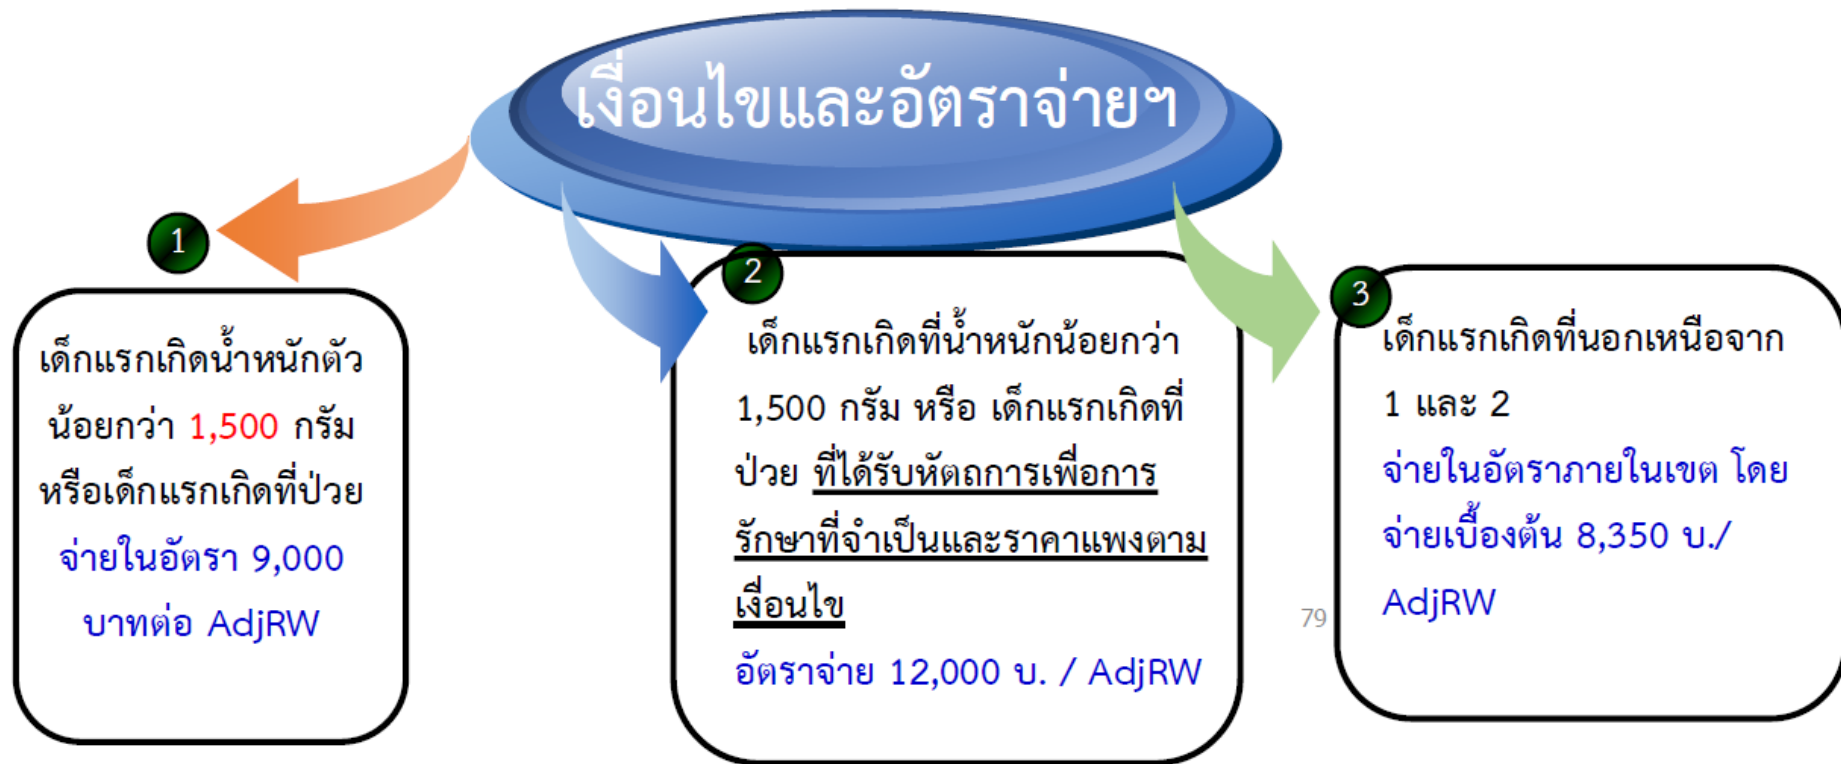 เงื่อนไขและอัตราจ่ายฯ
1
เด็กแรกเกิดน้ำหนักตัว
น้อยกว่า 1,500 กรัม
หรือเด็กแรกเกิดที่ป่วย
จ่ายในอัตรา 9,000
บาทต่อ AdjRW
2
เด็กแรกเกิดที่น้ำหนักน้อยกว่า
1,500 กรัม หรือ เด็กแรกเกิดที่
ป่วย ที่ได้รับหัตถการเพื่อการ
รักษาที่จำเป็นและราคาแพงตาม
เงื่อนไข
อัตราจ่าย 12,000 บ. / AdjRW
3
เด็กแรกเกิดที่นอกเหนือจาก
1 และ 2
จ่ายในอัตราภายในเขต โดย
จ่ายเบื้องต้น 8,350 บ./
AdjRW
79